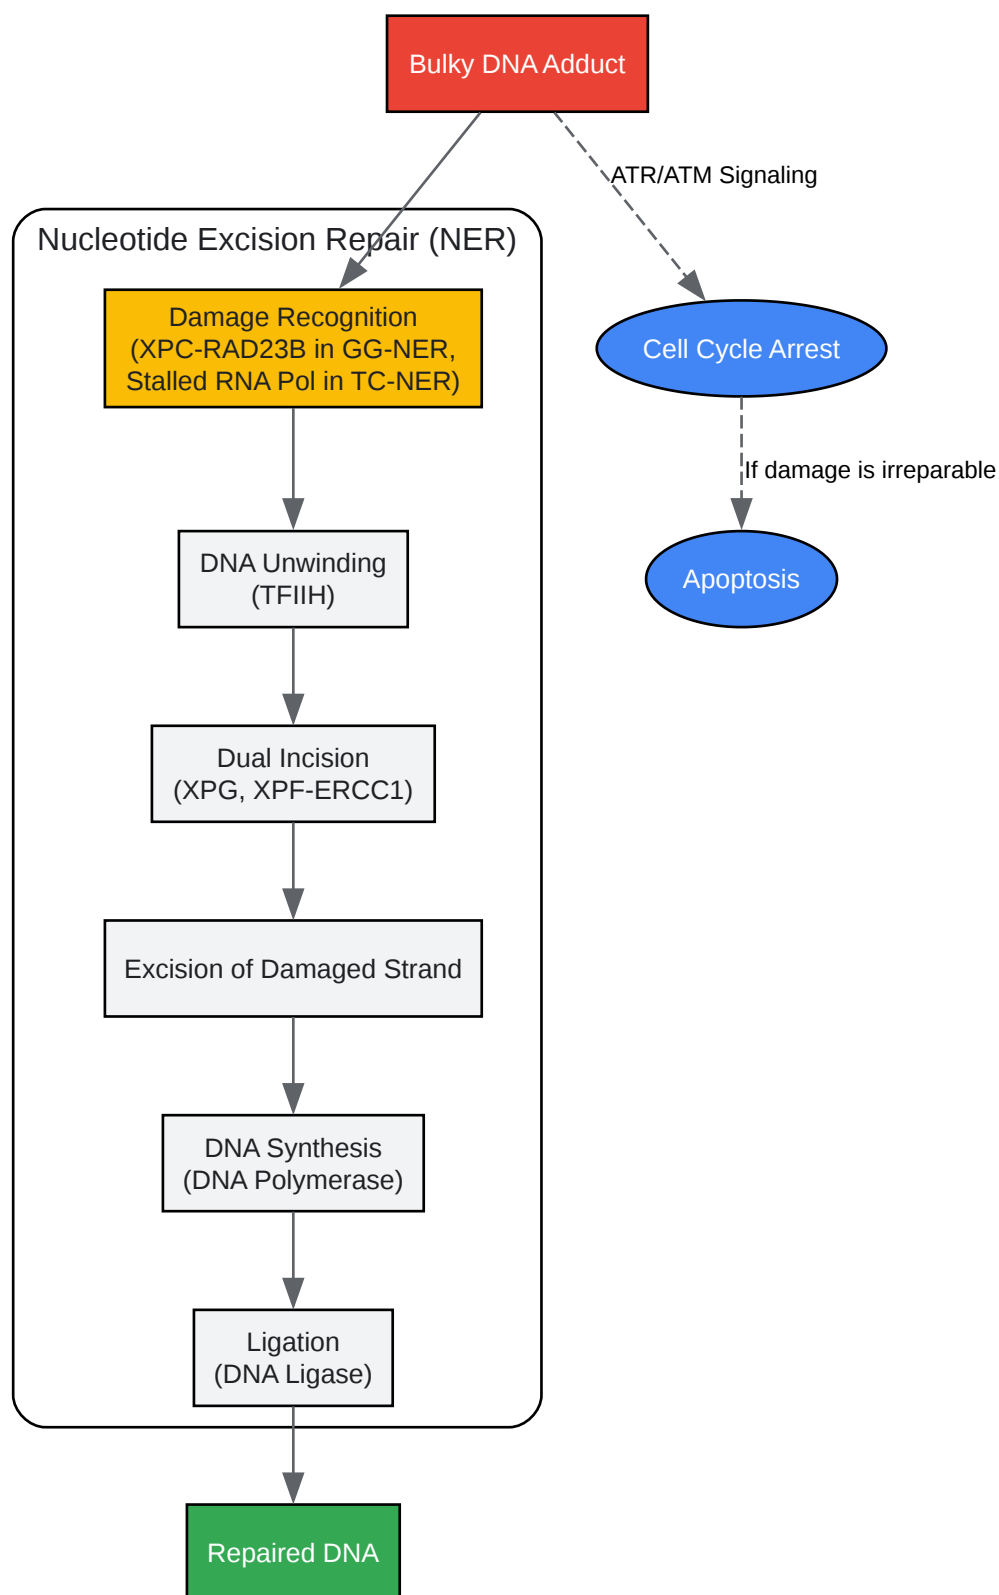 Bulky DNA Adduct
ATR/ATM Signaling
Nucleotide Excision Repair (NER)
Damage Recognition
(XPC-RAD23B in GG-NER,
Stalled RNA Pol in TC-NER)
Cell Cycle Arrest
If damage is irreparable
DNA Unwinding
(TFIIH)
Apoptosis
Dual Incision
(XPG, XPF-ERCC1)
Excision of Damaged Strand
DNA Synthesis
(DNA Polymerase)
Ligation
(DNA Ligase)
Repaired DNA